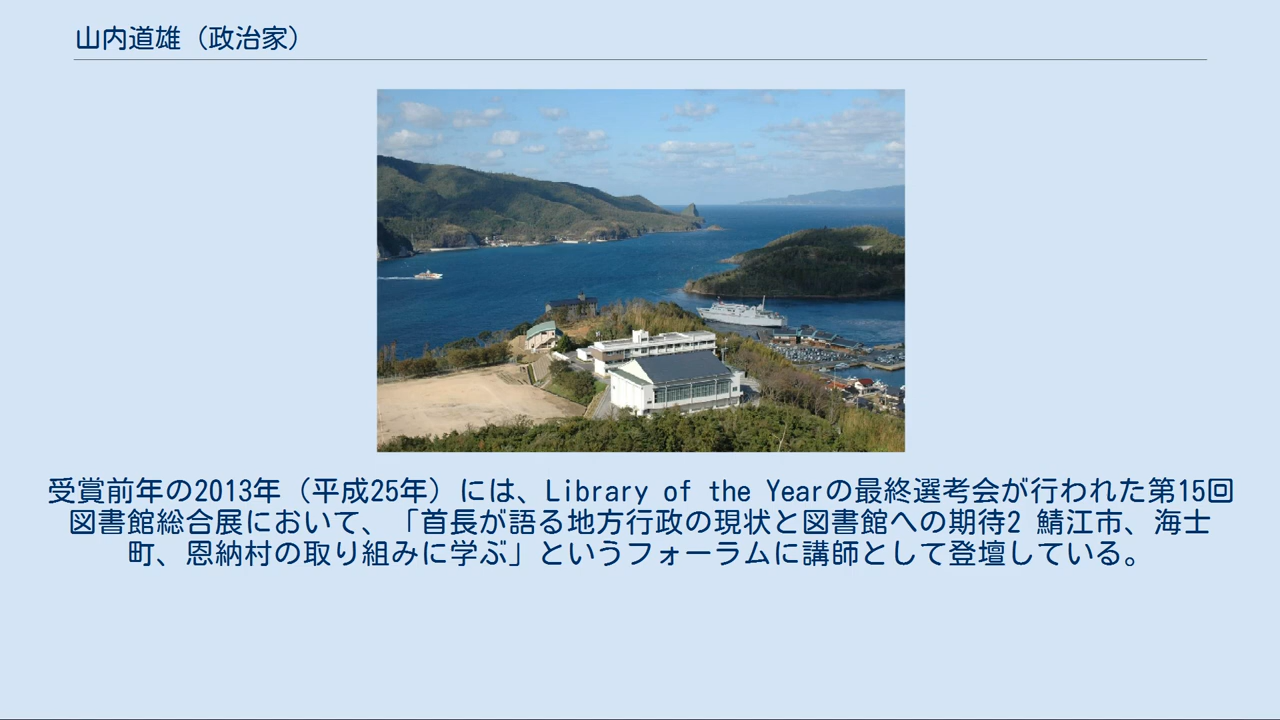 山内道雄（政治家）
受賞前年の2013年（平成25年）には、Library of the Yearの最終選考会が行われた第15回
図書館総合展において、「首長が語る地方行政の現状と図書館への期待2 鯖江市、海士
町、恩納村の取り組みに学ぶ」というフォーラムに講師として登壇している。